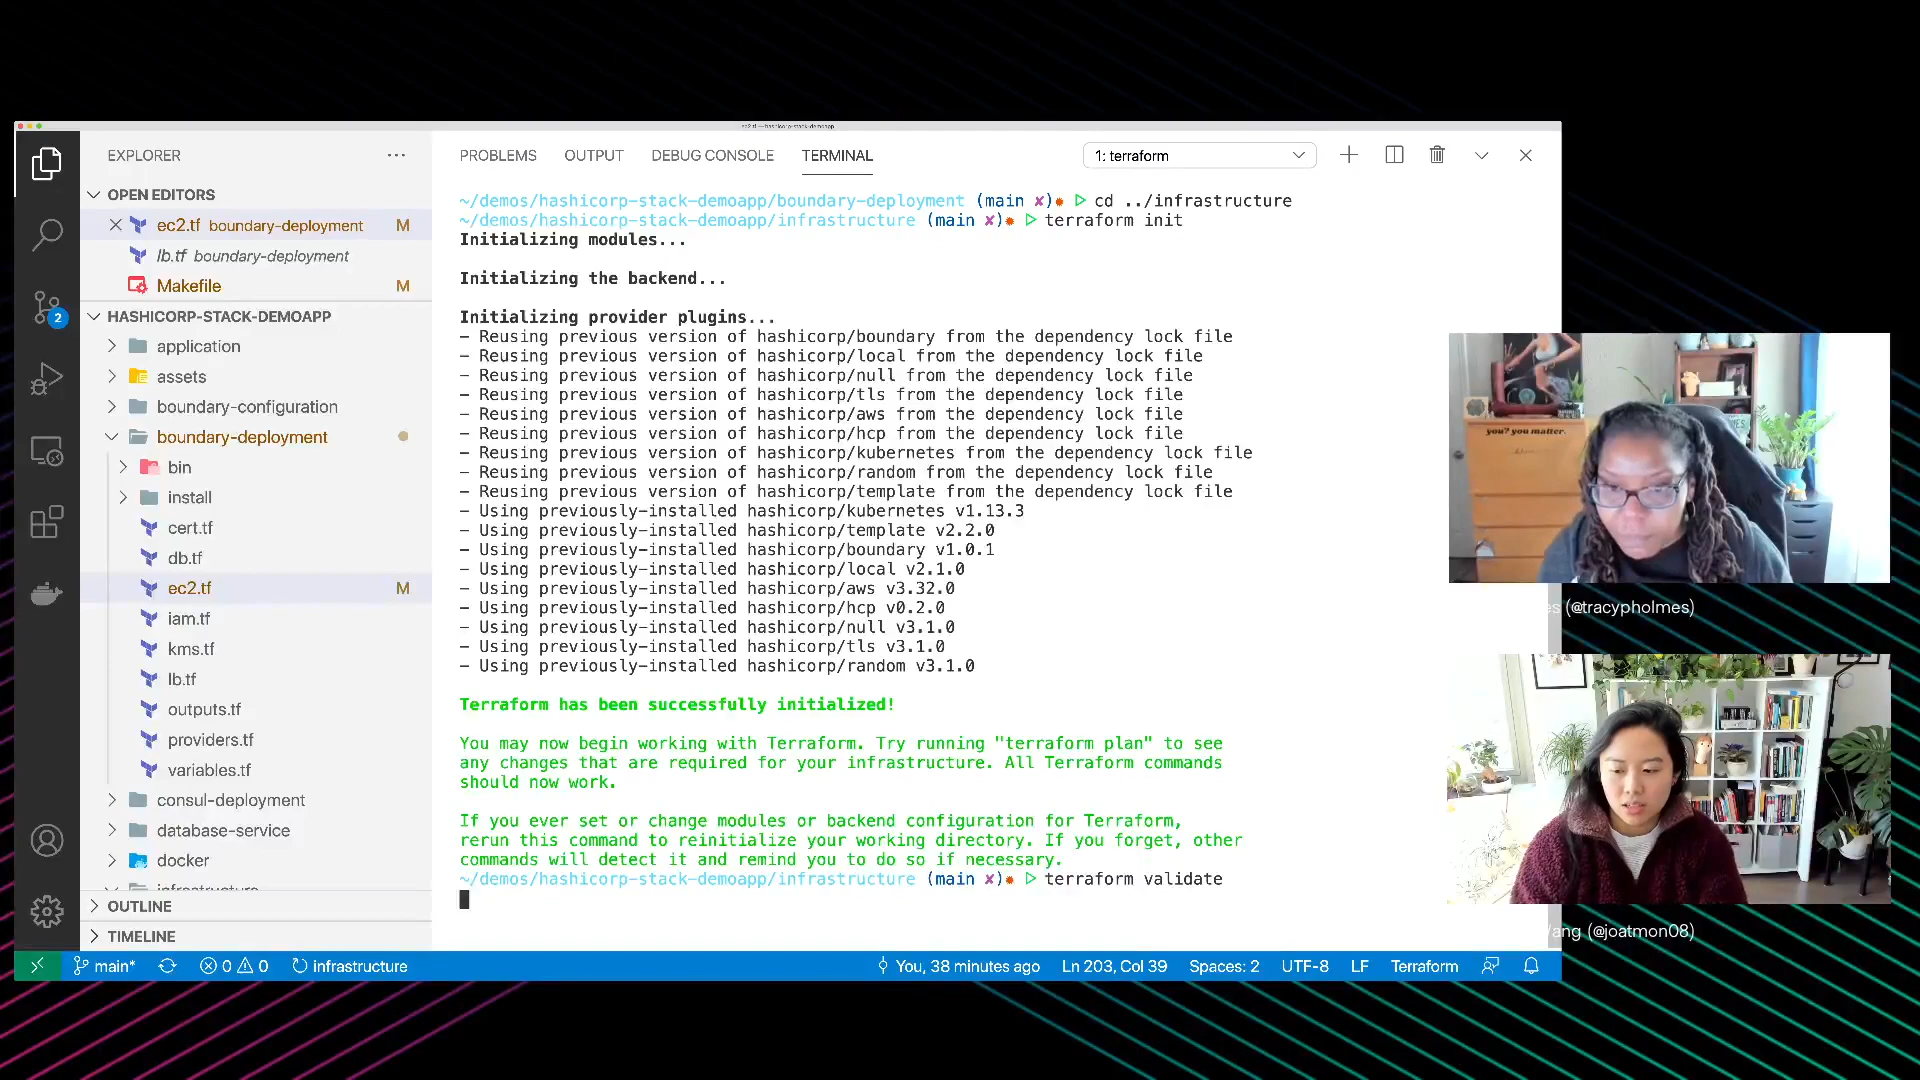 ec2.tf — hashicorp-stack-demoapp
EXPLORER
OPEN EDITORS
ec2.tf boundary-deployment M
lb.tf boundary-deployment
Makefile M
HASHICORP-STACK-DEMOAPP
application
assets
boundary-configuration
boundary-deployment
bin
install
cert.tf
db.tf
ec2.tf M
iam.tf
kms.tf
lb.tf
outputs.tf
providers.tf
variables.tf
consul-deployment
database-service
docker
infrastructure
OUTLINE
TIMELINE
2
PROBLEMS OUTPUT DEBUG CONSOLE TERMINAL 1: terraform
~/demos/hashicorp-stack-demoapp/boundary-deployment (main ✗) ▷ cd ../infrastructure
~/demos/hashicorp-stack-demoapp/infrastructure (main ✗) ▷ terraform init
Initializing modules...
Initializing the backend...
Initializing provider plugins...
- Reusing previous version of hashicorp/boundary from the dependency lock file
- Reusing previous version of hashicorp/local from the dependency lock file
- Reusing previous version of hashicorp/null from the dependency lock file
- Reusing previous version of hashicorp/tls from the dependency lock file
- Reusing previous version of hashicorp/aws from the dependency lock file
- Reusing previous version of hashicorp/hcp from the dependency lock file
- Reusing previous version of hashicorp/kubernetes from the dependency lock file
- Reusing previous version of hashicorp/random from the dependency lock file
- Reusing previous version of hashicorp/template from the dependency lock file
- Using previously-installed hashicorp/kubernetes v1.13.3
- Using previously-installed hashicorp/template v2.2.0
- Using previously-installed hashicorp/boundary v1.0.1
- Using previously-installed hashicorp/local v2.1.0
- Using previously-installed hashicorp/aws v3.32.0
- Using previously-installed hashicorp/hcp v0.2.0
- Using previously-installed hashicorp/null v3.1.0
- Using previously-installed hashicorp/tls v3.1.0
- Using previously-installed hashicorp/random v3.1.0
Terraform has been successfully initialized!
You may now begin working with Terraform. Try running "terraform plan" to see
any changes that are required for your infrastructure. All Terraform commands
should now work.
If you ever set or change modules or backend configuration for Terraform,
rerun this command to reinitialize your working directory. If you forget, other
commands will detect it and remind you to do so if necessary.
~/demos/hashicorp-stack-demoapp/infrastructure (main ✗) ▷ terraform validate
main* 0 0 infrastructure You, 38 minutes ago Ln 203, Col 39 Spaces: 2 UTF-8 LF Terraform
you? you matter.
es (@tracypholmes)
ang (@joatmon08)